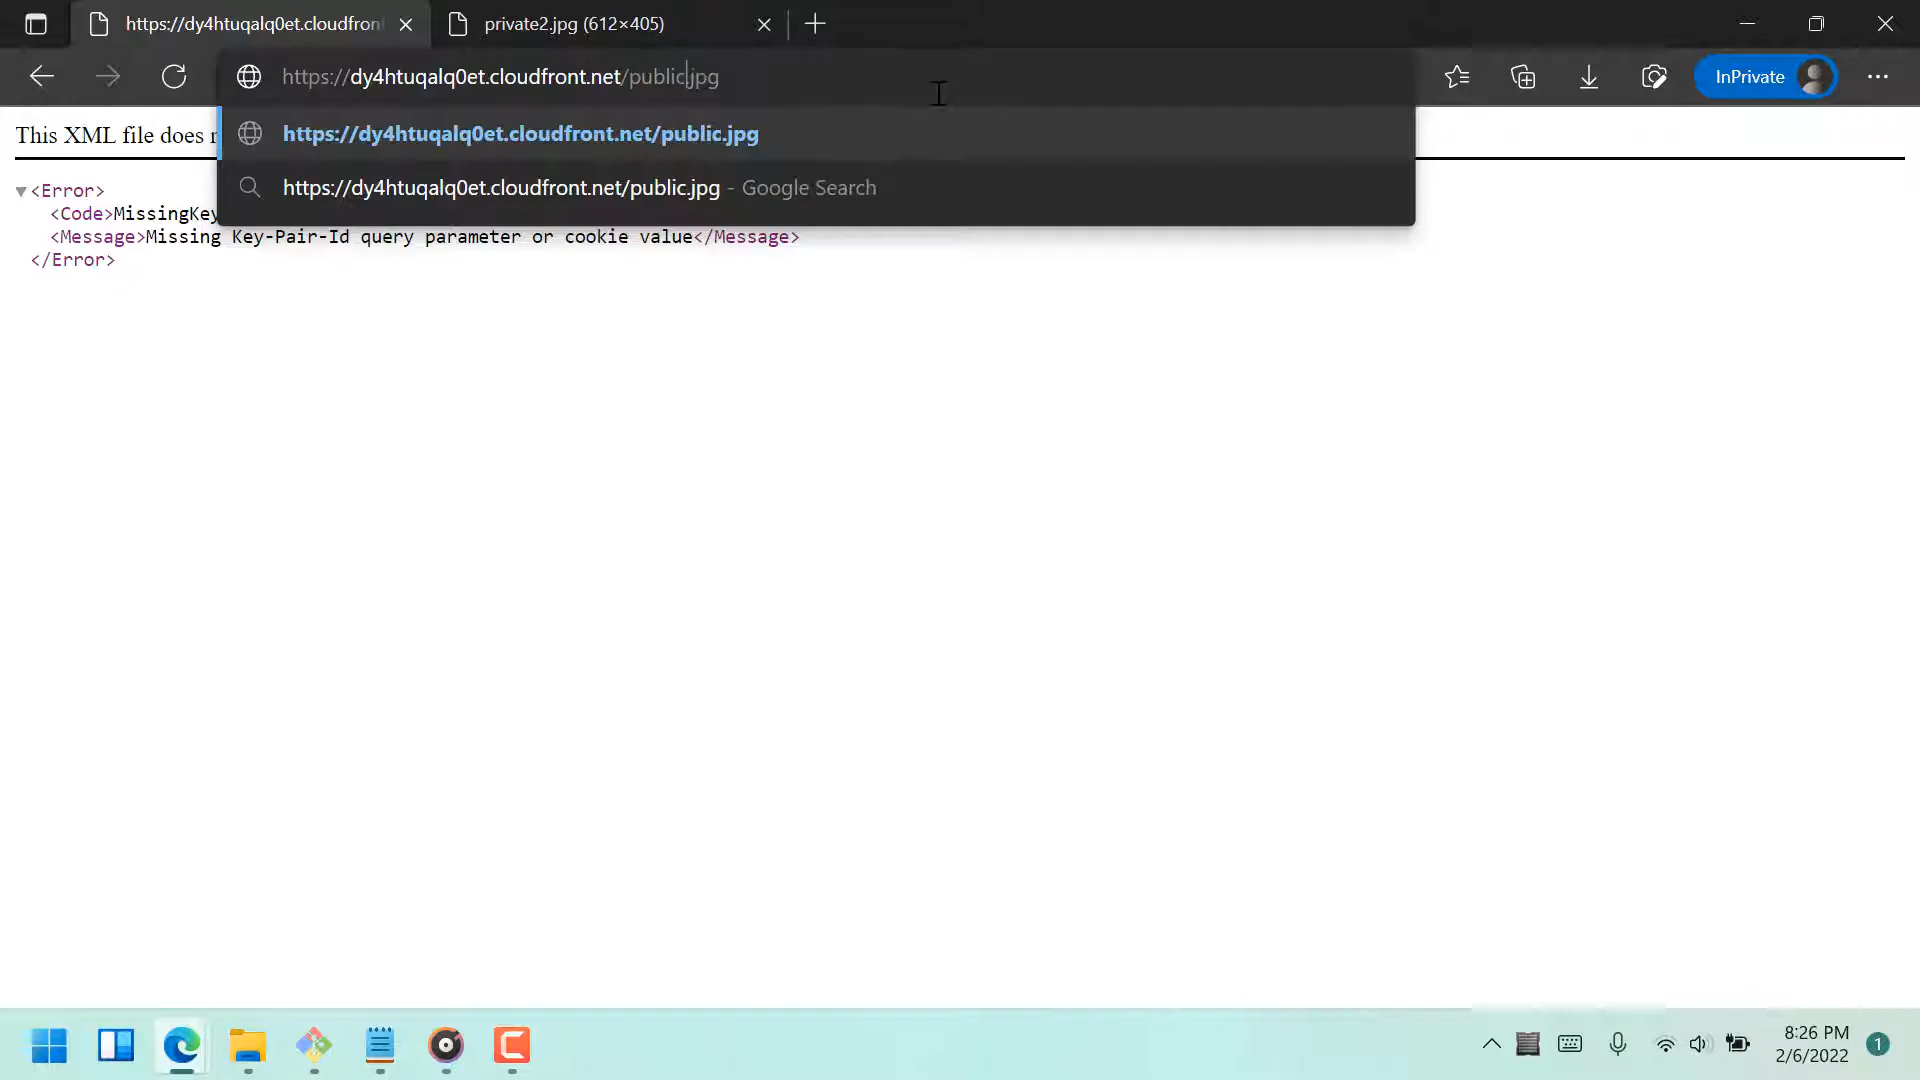 https://dy4htuqalq0et.cloudfron
private2.jpg (612×405)
https://dy4htuqalq0et.cloudfront.net/public.jpg
InPrivate
https://dy4htuqalq0et.cloudfront.net/public.jpg
https://dy4htuqalq0et.cloudfront.net/public.jpg - Google Search
This XML file does
<Error>
<Code>MissingKey
<Message>Missing Key-Pair-Id query parameter or cookie value</Message>
</Error>
8:26 PM
2/6/2022
1